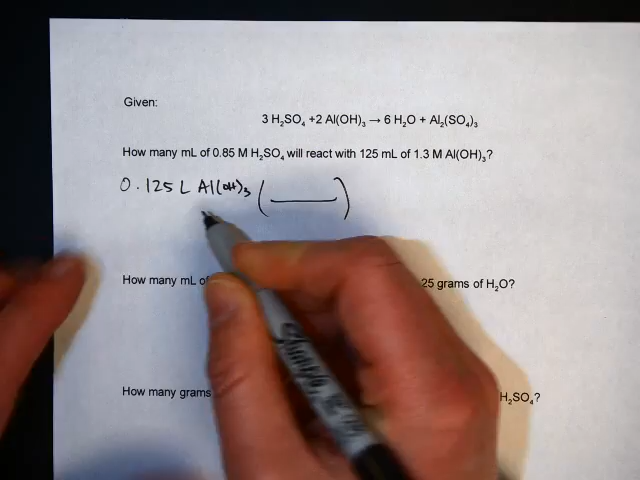 Given:
3 H₂SO₄ +2 Al(OH)₃ → 6 H₂O + Al₂(SO₄)₃
How many mL of 0.85 M H₂SO₄ will react with 125 mL of 1.3 M Al(OH)₃?
0.125 L Al(OH)₃ (
How many mL of 25 grams of H₂O?
How many grams H₂SO₄?
Sharpie